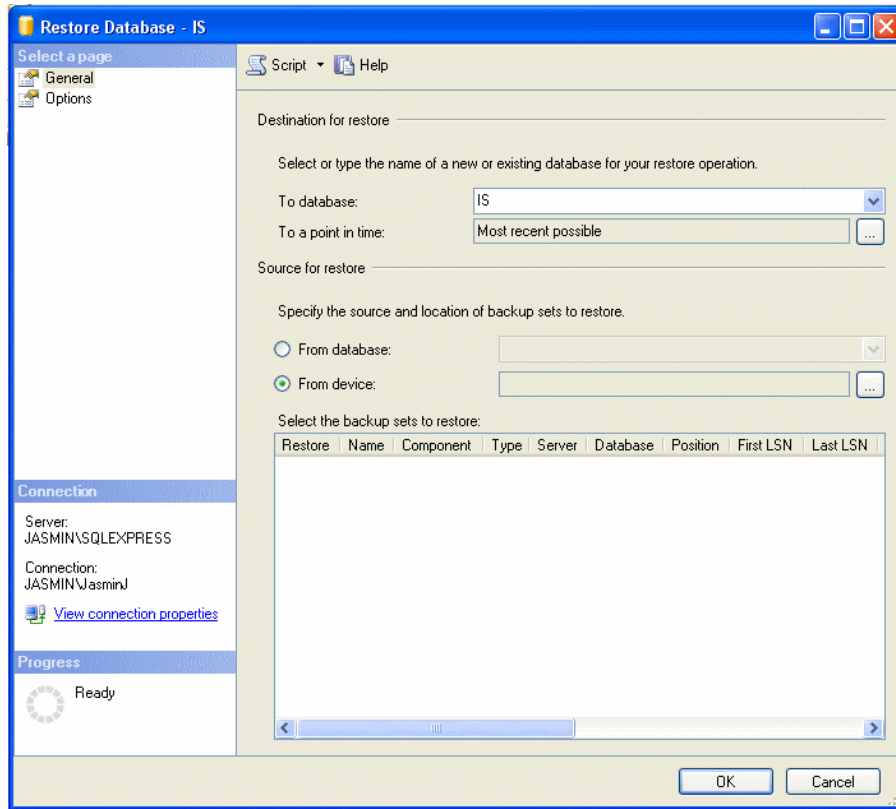 Restore Database - IS
Select a page
General
Options
Script
Help
Destination for restore
Select or type the name of a new or existing database for your restore operation.
To database:
IS
To a point in time:
Most recent possible
...
Source for restore
Specify the source and location of backup sets to restore.
From database:
From device:
...
Select the backup sets to restore:
Restore Name Component Type Server Database Position First LSN Last LSN
Connection
Server:
JASMIN\SQLEXPRESS
Connection:
JASMIN\JasminJ
View connection properties
Progress
Ready
OK
Cancel